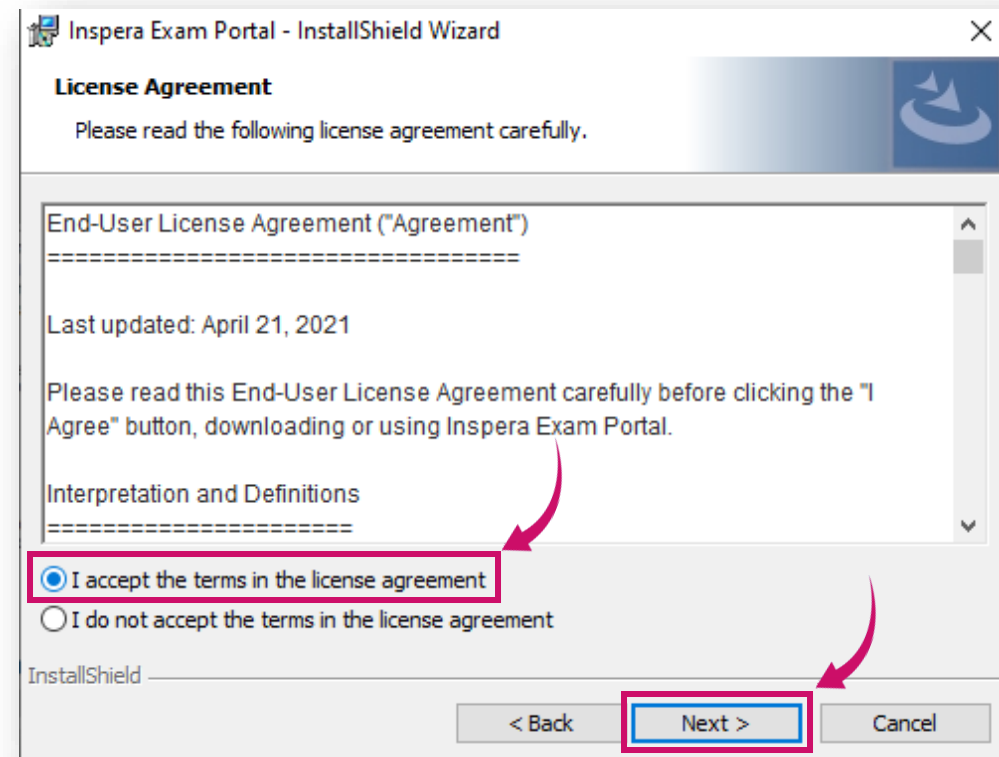 Inspera Exam Portal - InstallShield Wizard
License Agreement
Please read the following license agreement carefully.
End-User License Agreement ("Agreement")
==================================
Last updated: April 21, 2021
Please read this End-User License Agreement carefully before clicking the "I
Agree" button, downloading or using Inspera Exam Portal.
Interpretation and Definitions
======================
I accept the terms in the license agreement
I do not accept the terms in the license agreement
InstallShield
< Back
Next >
Cancel